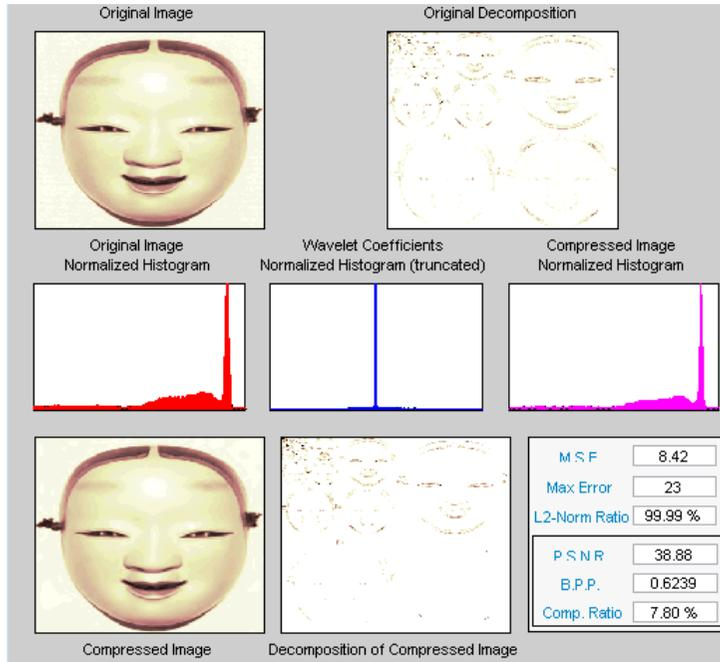 Original Image
Original Decomposition
Original Image
Normalized Histogram
Wavelet Coefficients
Normalized Histogram (truncated)
Compressed Image
Normalized Histogram
M.S.E. 8.42
Max Error 23
L2-Norm Ratio 99.99 %
P.S.N.R. 38.88
B.P.P. 0.6239
Comp. Ratio 7.80 %
Compressed Image
Decomposition of Compressed Image